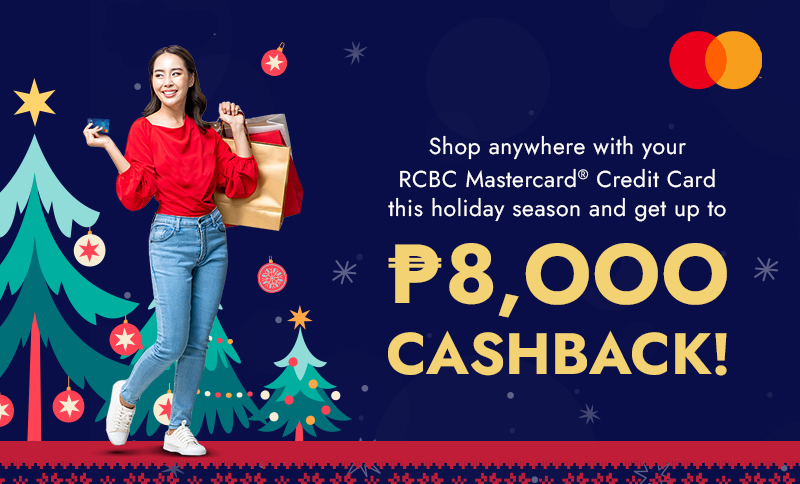 Shop anywhere with your
RCBC Mastercard® Credit Card
this holiday season and get up to
₱8,000
CASHBACK!